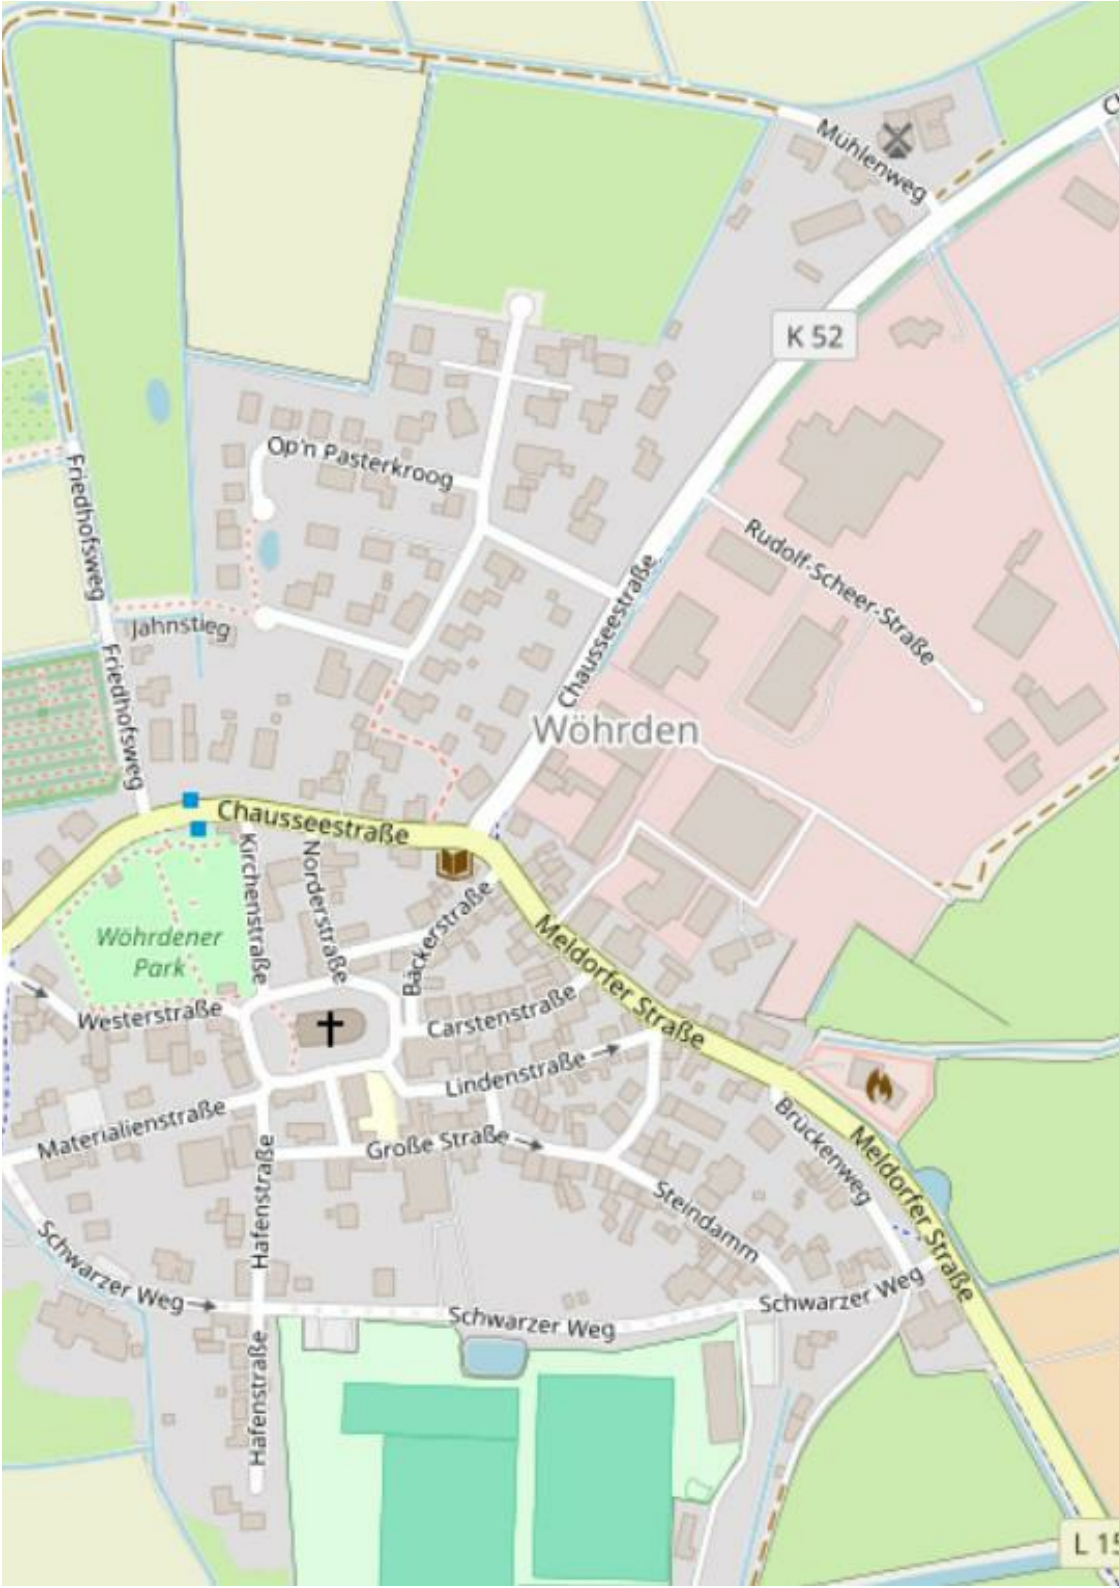 Ch
Mühlenweg
K 52
Op'n Pasterkroog
Friedhofsweg
Rudolf-Scheer-Straße
Chausseestraße
Jahnstieg
Friedhofsweg
Wöhrden
Chausseestraße
Kirchenstraße
Norderstraße
Bäckerstraße
Wöhrdener
Park
Meldorfer Straße
Westerstraße
Carstenstraße
Lindenstraße
Materialienstraße
Große Straße
Brückenweg
Meldorfer Straße
Hafenstraße
Steindamm
Schwarzer Weg
Schwarzer Weg
Schwarzer Weg
Hafenstraße
L 15